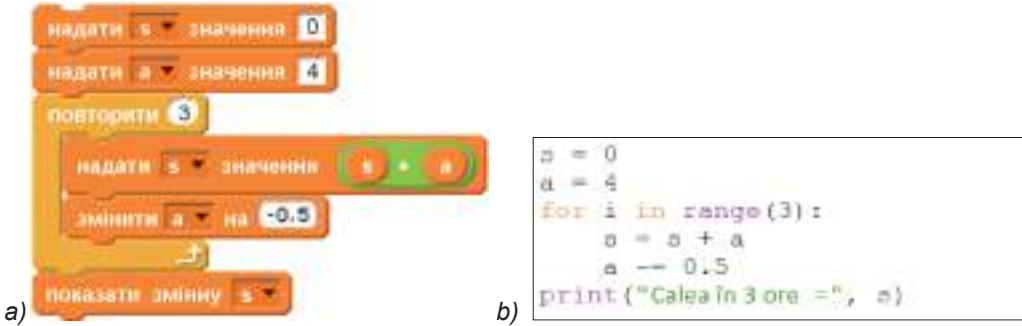 надати s значення 0
надати a значення 4
повторити 3
надати s значення s + a
змінити a на -0.5
показати змінну s
a)
s = 0
a = 4
for i in range(3):
s = s + a
a -= 0.5
print("Calea în 3 ore =", s)
b)